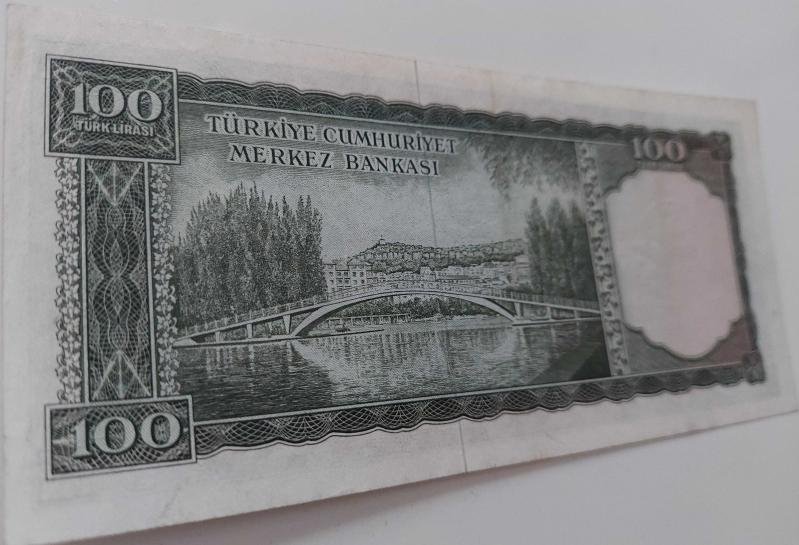 100
TÜRK LİRASI
TÜRKİYE CUMHURİYET
MERKEZ BANKASI
100
100